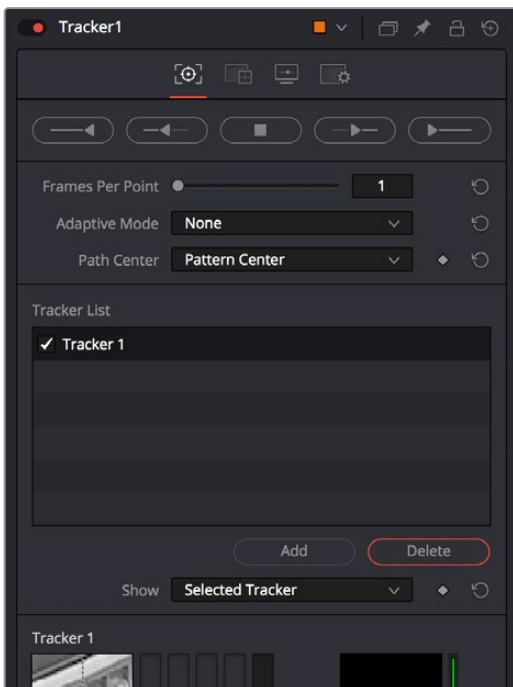 Tracker1
Frames Per Point 1
Adaptive Mode None
Path Center Pattern Center
Tracker List
Tracker 1
Add Delete
Show Selected Tracker
Tracker 1